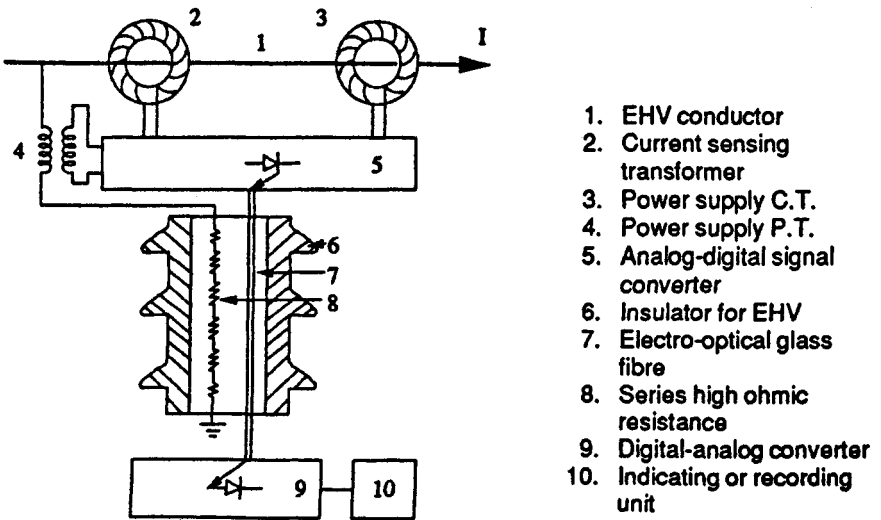 2
3
1
I
4
5
6
7
8
9
10
1. EHV conductor
2. Current sensing
transformer
3. Power supply C.T.
4. Power supply P.T.
5. Analog-digital signal
converter
6. Insulator for EHV
7. Electro-optical glass
fibre
8. Series high ohmic
resistance
9. Digital-analog converter
10. Indicating or recording
unit